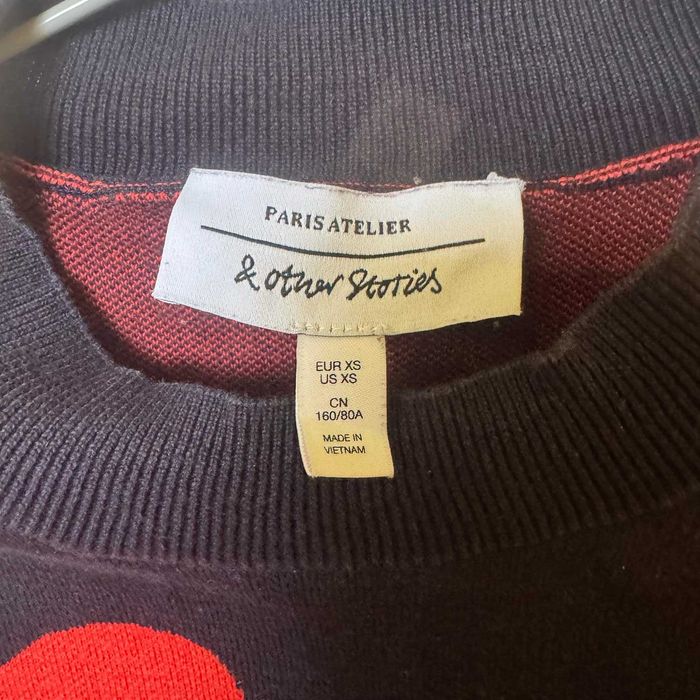 PARIS ATELIER
& other Stories
EUR XS
US XS
CN
160/80A
MADE IN
VIETNAM